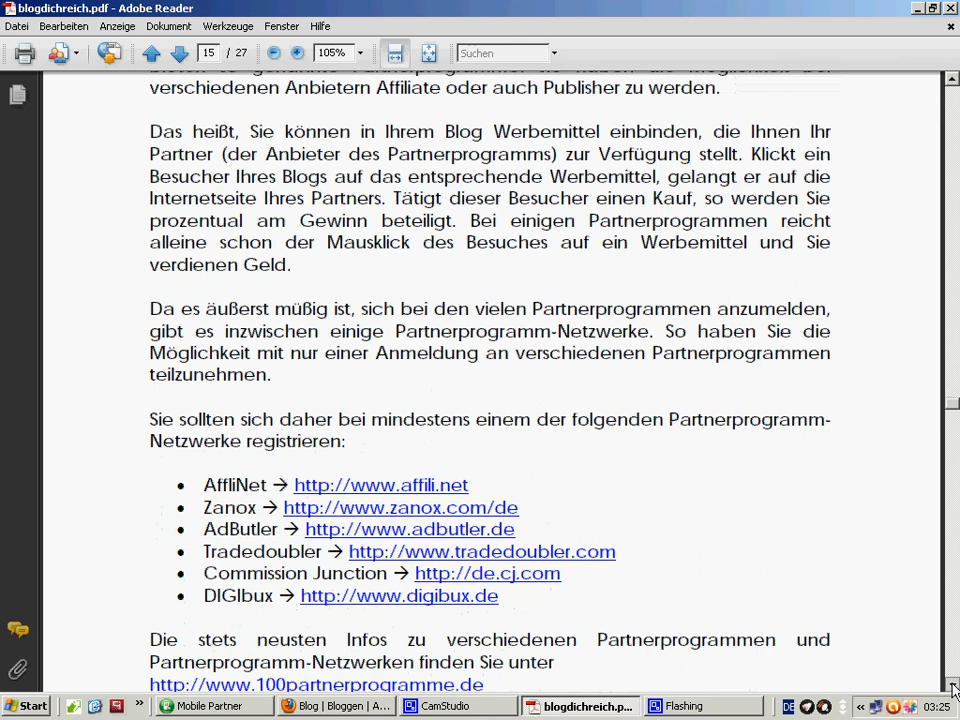 blogdichreich.pdf - Adobe Reader
Datei Bearbeiten Anzeige Dokument Werkzeuge Fenster Hilfe
15 / 27 105% Suchen
verschiedenen Anbietern Affiliate oder auch Publisher zu werden.
Das heißt, Sie können in Ihrem Blog Werbemittel einbinden, die Ihnen Ihr
Partner (der Anbieter des Partnerprogramms) zur Verfügung stellt. Klickt ein
Besucher Ihres Blogs auf das entsprechende Werbemittel, gelangt er auf die
Internetseite Ihres Partners. Tätigt dieser Besucher einen Kauf, so werden Sie
prozentual am Gewinn beteiligt. Bei einigen Partnerprogrammen reicht
alleine schon der Mausklick des Besuches auf ein Werbemittel und Sie
verdienen Geld.
Da es äußerst müßig ist, sich bei den vielen Partnerprogrammen anzumelden,
gibt es inzwischen einige Partnerprogramm-Netzwerke. So haben Sie die
Möglichkeit mit nur einer Anmeldung an verschiedenen Partnerprogrammen
teilzunehmen.
Sie sollten sich daher bei mindestens einem der folgenden Partnerprogramm-
Netzwerke registrieren:
• AffliNet → http://www.affili.net
• Zanox → http://www.zanox.com/de
• AdButler → http://www.adbutler.de
• Tradedoubler → http://www.tradedoubler.com
• Commission Junction → http://de.cj.com
• DIGIbux → http://www.digibux.de
Die stets neusten Infos zu verschiedenen Partnerprogrammen und
Partnerprogramm-Netzwerken finden Sie unter
http://www.100partnerprogramme.de
Start » Mobile Partner Blog | Bloggen | A... CamStudio blogdichreich.p... Flashing DE « 03:25